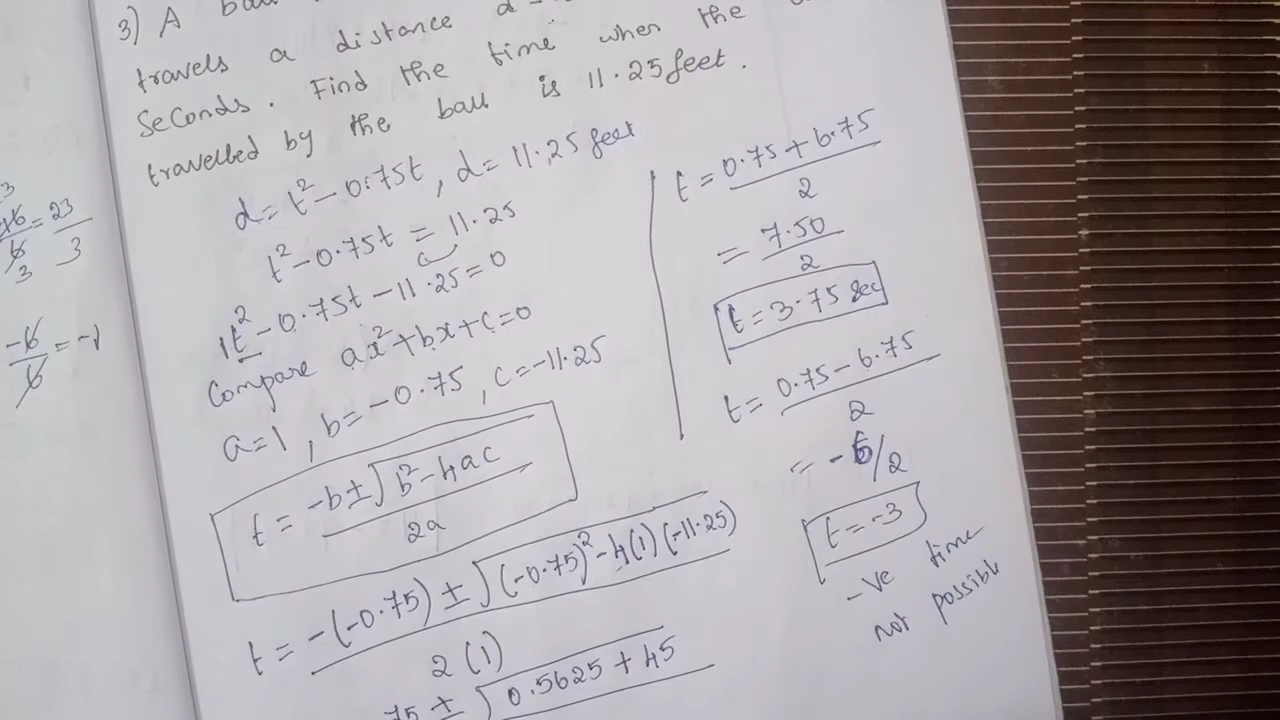 3) A
travels a distance
Seconds. Find the time when the
travelled by the ball is 11.25 feet.
d = t² - 0.75t, d = 11.25 feet
t² - 0.75t = 11.25
1t² - 0.75t - 11.25 = 0
Compare ax² + bx + c = 0
a=1, b = -0.75, c = -11.25
t = (-b ± √(b² - 4ac)) / 2a
t = (-(-0.75) ± √((-0.75)² - 4(1)(-11.25))) / 2(1)
75 ± √(0.5625 + 45)
t = (0.75 + 6.75) / 2
= 7.50 / 2
t = 3.75 sec
t = (0.75 - 6.75) / 2
= -6/2
t = -3
-ve time
not possible
= 23/3
-6/6 = -1